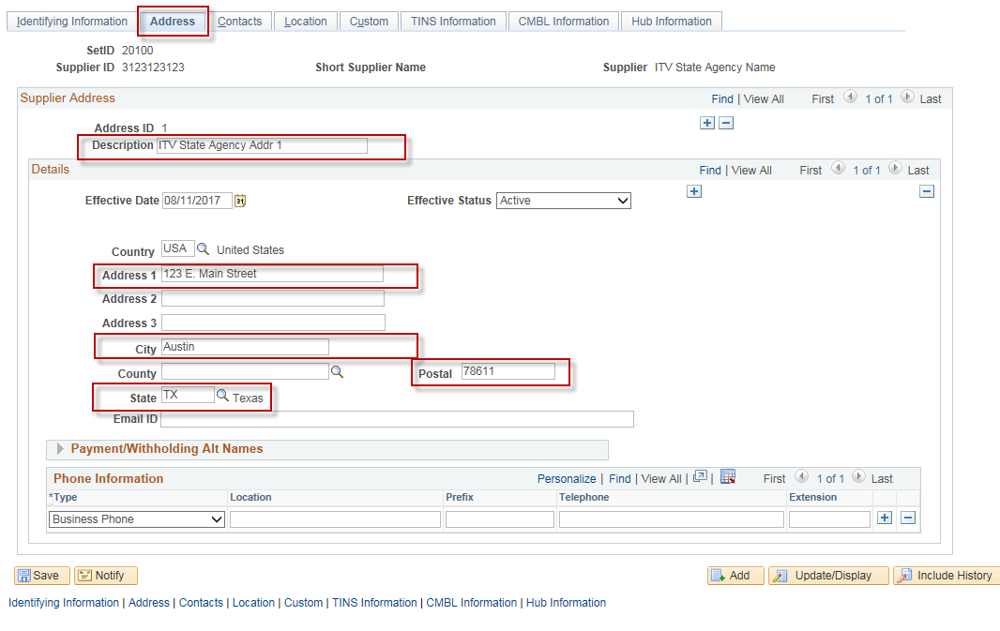 Identifying Information Address Contacts Location Custom TINS Information CMBL Information Hub Information
SetID 20100
Supplier ID 3123123123 Short Supplier Name Supplier ITV State Agency Name
Supplier Address Find | View All First 1 of 1 Last
Address ID 1
Description ITV State Agency Addr 1
Details Find | View All First 1 of 1 Last
Effective Date 08/11/2017 31 Effective Status Active
Country USA United States
Address 1 123 E. Main Street
Address 2
Address 3
City Austin
County Postal 78611
State TX Texas
Email ID
Payment/Withholding Alt Names
Phone Information Personalize | Find | View All | | First 1 of 1 Last
*Type Location Prefix Telephone Extension
Business Phone
Save Notify Add Update/Display Include History
Identifying Information | Address | Contacts | Location | Custom | TINS Information | CMBL Information | Hub Information